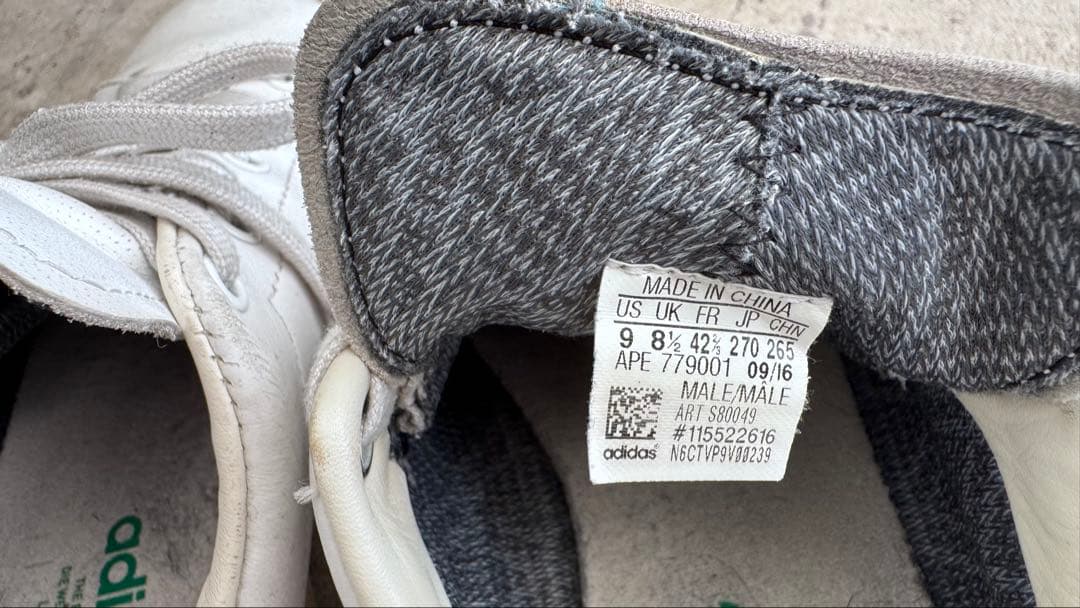 MADE IN CHINA
US UK FR JP CHN
9 8½ 42⅔ 270 265
APE 779001 09/16
MALE/MÂLE
ART S80049
#115522616
adidas N6CTVP9V00239
adi
THE